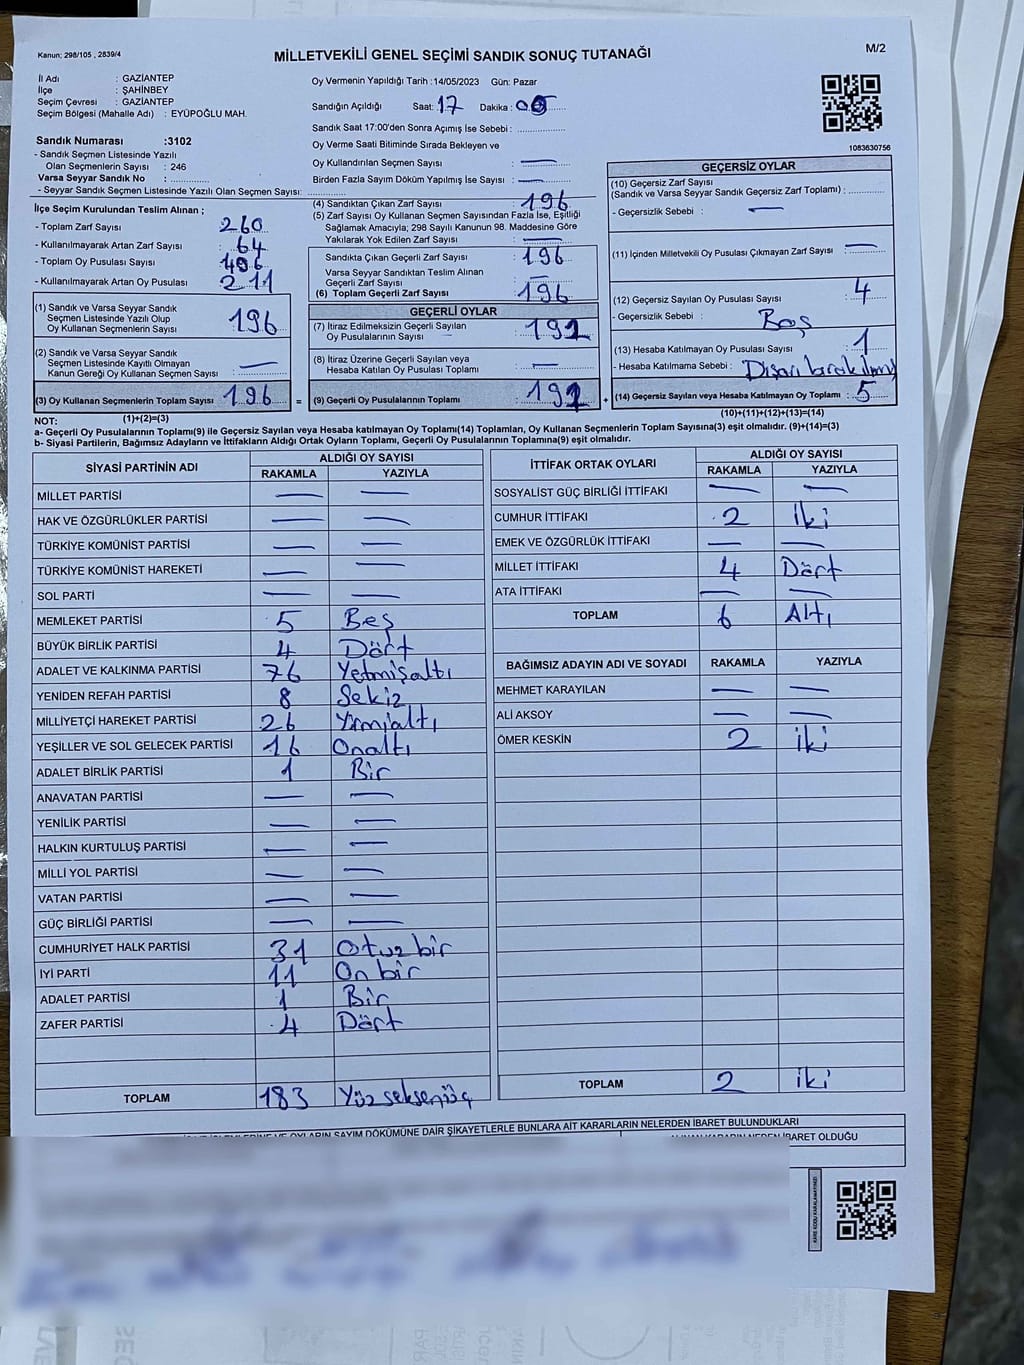 Kanun: 298/105 , 2839/4
MİLLETVEKİLİ GENEL SEÇİMİ SANDIK SONUÇ TUTANAĞI
M/2
İl Adı : GAZİANTEP
İlçe : ŞAHİNBEY
Seçim Çevresi : GAZİANTEP
Seçim Bölgesi (Mahalle Adı) : EYÜPOĞLU MAH.
Oy Vermenin Yapıldığı Tarih :14/05/2023 Gün: Pazar
Sandığın Açıldığı Saat: 17 Dakika: 05
Sandık Saat 17:00'den Sonra Açımış İse Sebebi :
Oy Verme Saati Bitiminde Sırada Bekleyen ve
Oy Kullandırılan Seçmen Sayısı : —
Birden Fazla Sayım Döküm Yapılmış İse Sayısı : —
1083630756
Sandık Numarası :3102
- Sandık Seçmen Listesinde Yazılı
Olan Seçmenlerin Sayısı : 246
Varsa Seyyar Sandık No :
- Seyyar Sandık Seçmen Listesinde Yazılı Olan Seçmen Sayısı:
İlçe Seçim Kurulundan Teslim Alınan ;
- Toplam Zarf Sayısı : 260
- Kullanılmayarak Artan Zarf Sayısı : 64
- Toplam Oy Pusulası Sayısı :
- Kullanılmayarak Artan Oy Pusulası : 211
(1) Sandık ve Varsa Seyyar Sandık
Seçmen Listesinde Yazılı Olup
Oy Kullanan Seçmenlerin Sayısı : 196
(2) Sandık ve Varsa Seyyar Sandık
Seçmen Listesinde Kayıtlı Olmayan
Kanun Gereği Oy Kullanan Seçmen Sayısı : —
(3) Oy Kullanan Seçmenlerin Toplam Sayısı : 196
(4) Sandıktan Çıkan Zarf Sayısı : 196
(5) Zarf Sayısı Oy Kullanan Seçmen Sayısından Fazla İse, Eşitliği
Sağlamak Amacıyla; 298 Sayılı Kanunun 98. Maddesine Göre
Yakılarak Yok Edilen Zarf Sayısı : —
Sandıkta Çıkan Geçerli Zarf Sayısı : 196
Varsa Seyyar Sandıktan Teslim Alınan
Geçerli Zarf Sayısı : —
(6) Toplam Geçerli Zarf Sayısı : 196
GEÇERLİ OYLAR
(7) İtiraz Edilmeksizin Geçerli Sayılan
Oy Pusulalarının Sayısı : 191
(8) İtiraz Üzerine Geçerli Sayılan veya
Hesaba Katılan Oy Pusulası Toplamı : —
= (9) Geçerli Oy Pusulalarının Toplamı : 191 +
GEÇERSİZ OYLAR
(10) Geçersiz Zarf Sayısı
(Sandık ve Varsa Seyyar Sandık Geçersiz Zarf Toplamı) :
- Geçersizlik Sebebi : —
(11) İçinden Milletvekili Oy Pusulası Çıkmayan Zarf Sayısı : —
(12) Geçersiz Sayılan Oy Pusulası Sayısı : 4
- Geçersizlik Sebebi : Boş
(13) Hesaba Katılmayan Oy Pusulası Sayısı : 1
- Hesaba Katılmama Sebebi : Dışarı bırakılmış
(14) Geçersiz Sayılan veya Hesaba Katılmayan Oy Toplamı : 5
NOT: (1)+(2)=(3)
(10)+(11)+(12)+(13)=(14)
a- Geçerli Oy Pusulalarının Toplamı(9) ile Geçersiz Sayılan veya Hesaba katılmayan Oy Toplamı(14) Toplamları, Oy Kullanan Seçmenlerin Toplam Sayısına(3) eşit olmalıdır. (9)+(14)=(3)
b- Siyasi Partilerin, Bağımsız Adayların ve İttifakların Aldığı Ortak Oyların Toplamı, Geçerli Oy Pusulalarının Toplamına(9) eşit olmalıdır.
SİYASİ PARTİNİN ADI ALDIĞI OY SAYISI
RAKAMLA YAZIYLA
MİLLET PARTİSİ — —
HAK VE ÖZGÜRLÜKLER PARTİSİ — —
TÜRKİYE KOMÜNİST PARTİSİ — —
TÜRKİYE KOMÜNİST HAREKETİ — —
SOL PARTİ — —
MEMLEKET PARTİSİ 5 Beş
BÜYÜK BİRLİK PARTİSİ 4 Dört
ADALET VE KALKINMA PARTİSİ 76 Yetmişaltı
YENİDEN REFAH PARTİSİ 8 Sekiz
MİLLİYETÇİ HAREKET PARTİSİ 26 Yirmialtı
YEŞİLLER VE SOL GELECEK PARTİSİ 16 Onaltı
ADALET BİRLİK PARTİSİ 1 Bir
ANAVATAN PARTİSİ — —
YENİLİK PARTİSİ — —
HALKIN KURTULUŞ PARTİSİ — —
MİLLİ YOL PARTİSİ — —
VATAN PARTİSİ — —
GÜÇ BİRLİĞİ PARTİSİ — —
CUMHURİYET HALK PARTİSİ 31 Otuz bir
İYİ PARTİ 11 On bir
ADALET PARTİSİ 1 Bir
ZAFER PARTİSİ 4 Dört
TOPLAM 183 Yüz seksenüç
İTTİFAK ORTAK OYLARI ALDIĞI OY SAYISI
RAKAMLA YAZIYLA
SOSYALİST GÜÇ BİRLİĞİ İTTİFAKI — —
CUMHUR İTTİFAKI 2 iki
EMEK VE ÖZGÜRLÜK İTTİFAKI — —
MİLLET İTTİFAKI 4 Dört
ATA İTTİFAKI — —
TOPLAM 6 Altı
BAĞIMSIZ ADAYIN ADI VE SOYADI RAKAMLA YAZIYLA
MEHMET KARAYILAN — —
ALİ AKSOY — —
ÖMER KESKİN 2 iki
TOPLAM 2 iki
OYLARIN SAYIM DÖKÜMÜNE DAİR ŞİKAYETLERLE BUNLARA AİT KARARLARIN NELERDEN İBARET BULUNDUKLARI
İBARET OLDUĞU